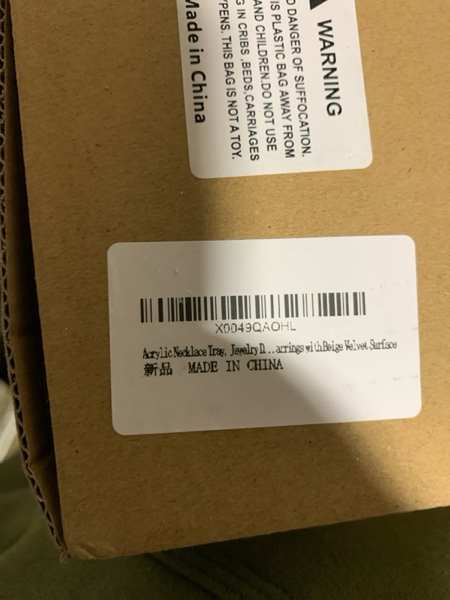 WARNING
O DANGER OF SUFFOCATION.
IS PLASTIC BAG AWAY FROM
AND CHILDREN.DO NOT USE
G IN CRIBS ,BEDS,CARRIAGES
PPENS. THIS BAG IS NOT A TOY.
Made in China
X0049QAOHL
Acrylic Necklace Tray, Jewelry D...arrings with Beige Velvet Surface
新品 MADE IN CHINA